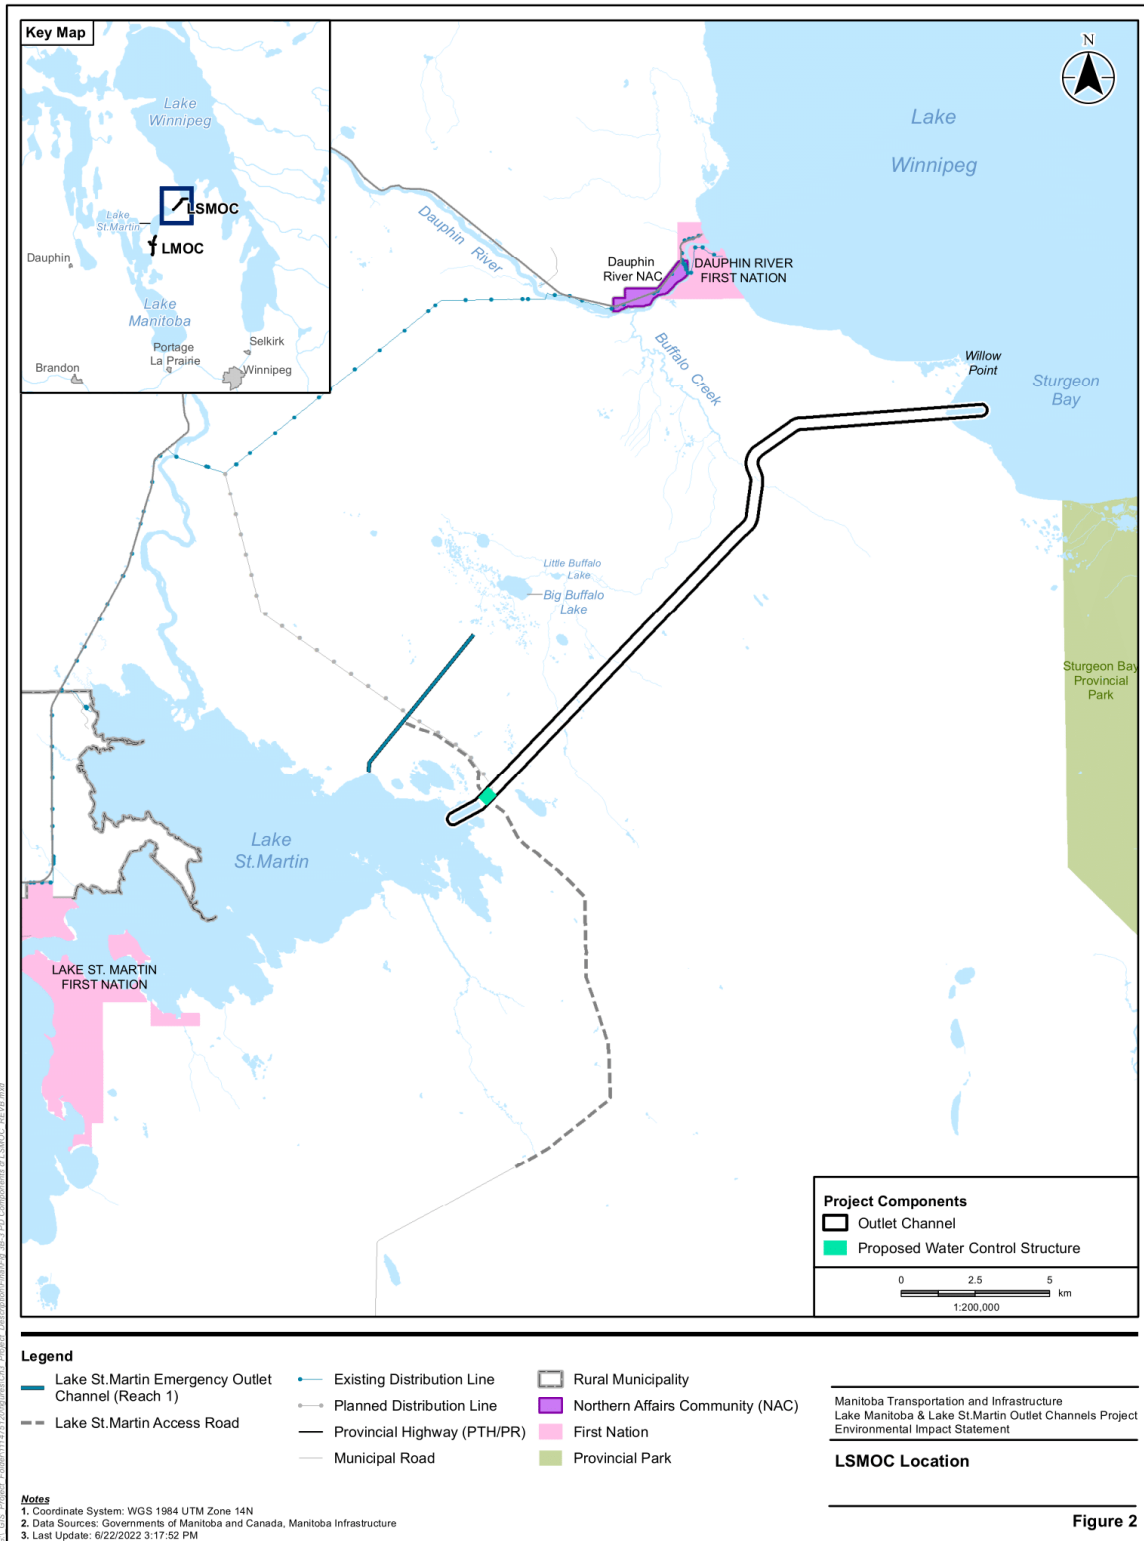 Key Map
Lake
Winnipeg
LSMOC
Lake
St.Martin
LMOC
Dauphin
Lake
Manitoba
Portage
La Prairie
Selkirk
Brandon
Winnipeg
N
Lake
Winnipeg
Dauphin River
Dauphin
River NAC
DAUPHIN RIVER
FIRST NATION
Buffalo Creek
Willow
Point
Sturgeon
Bay
Little Buffalo
Lake
Big Buffalo
Lake
Sturgeon Bay
Provincial
Park
Lake
St.Martin
LAKE ST. MARTIN
FIRST NATION
Project Components
Outlet Channel
Proposed Water Control Structure
0 2.5 5
km
1:200,000
Legend
Lake St.Martin Emergency Outlet
Channel (Reach 1)
Lake St.Martin Access Road
Existing Distribution Line
Planned Distribution Line
Provincial Highway (PTH/PR)
Municipal Road
Rural Municipality
Northern Affairs Community (NAC)
First Nation
Provincial Park
Manitoba Transportation and Infrastructure
Lake Manitoba & Lake St.Martin Outlet Channels Project
Environmental Impact Statement
LSMOC Location
Figure 2
Notes
1. Coordinate System: WGS 1984 UTM Zone 14N
2. Data Sources: Governments of Manitoba and Canada, Manitoba Infrastructure
3. Last Update: 6/22/2022 3:17:52 PM